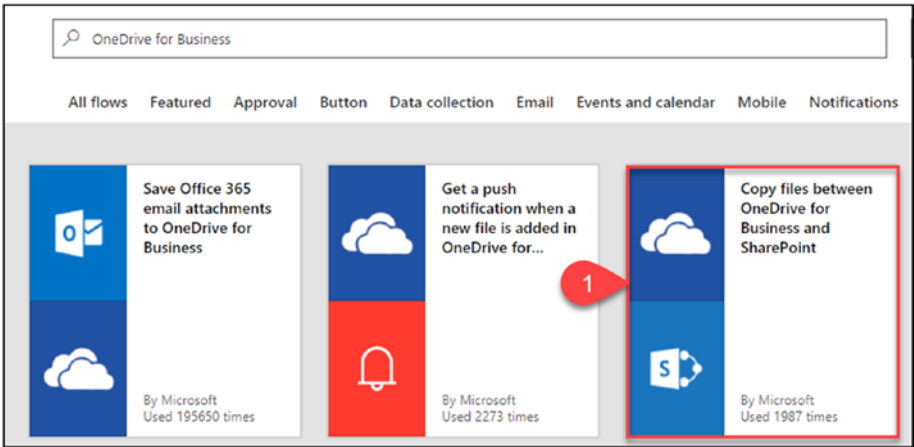 OneDrive for Business
All flows Featured Approval Button Data collection Email Events and calendar Mobile Notifications
Save Office 365
email attachments
to OneDrive for
Business
By Microsoft
Used 195650 times
Get a push
notification when a
new file is added in
OneDrive for...
By Microsoft
Used 2273 times
1
Copy files between
OneDrive for
Business and
SharePoint
By Microsoft
Used 1987 times